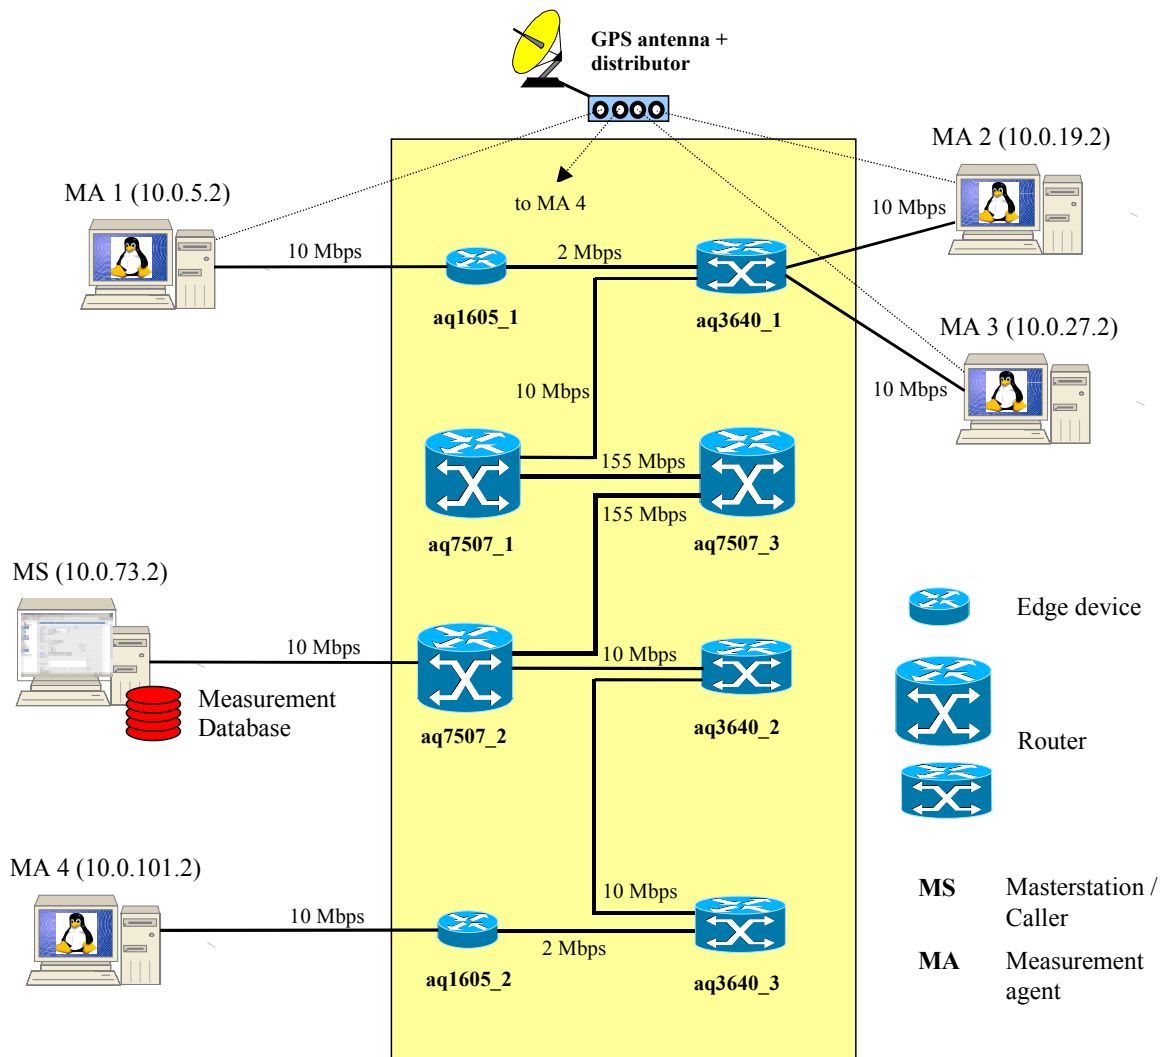 GPS antenna +
distributor
MA 2 (10.0.19.2)
MA 1 (10.0.5.2)
to MA 4
10 Mbps
10 Mbps
2 Mbps
aq1605_1
aq3640_1
MA 3 (10.0.27.2)
10 Mbps
10 Mbps
155 Mbps
155 Mbps
aq7507_1
aq7507_3
MS (10.0.73.2)
Edge device
10 Mbps
10 Mbps
Measurement
Database
aq7507_2
aq3640_2
Router
MA 4 (10.0.101.2)
10 Mbps
MS
Masterstation /
Caller
10 Mbps
2 Mbps
aq1605_2
aq3640_3
MA
Measurement
agent